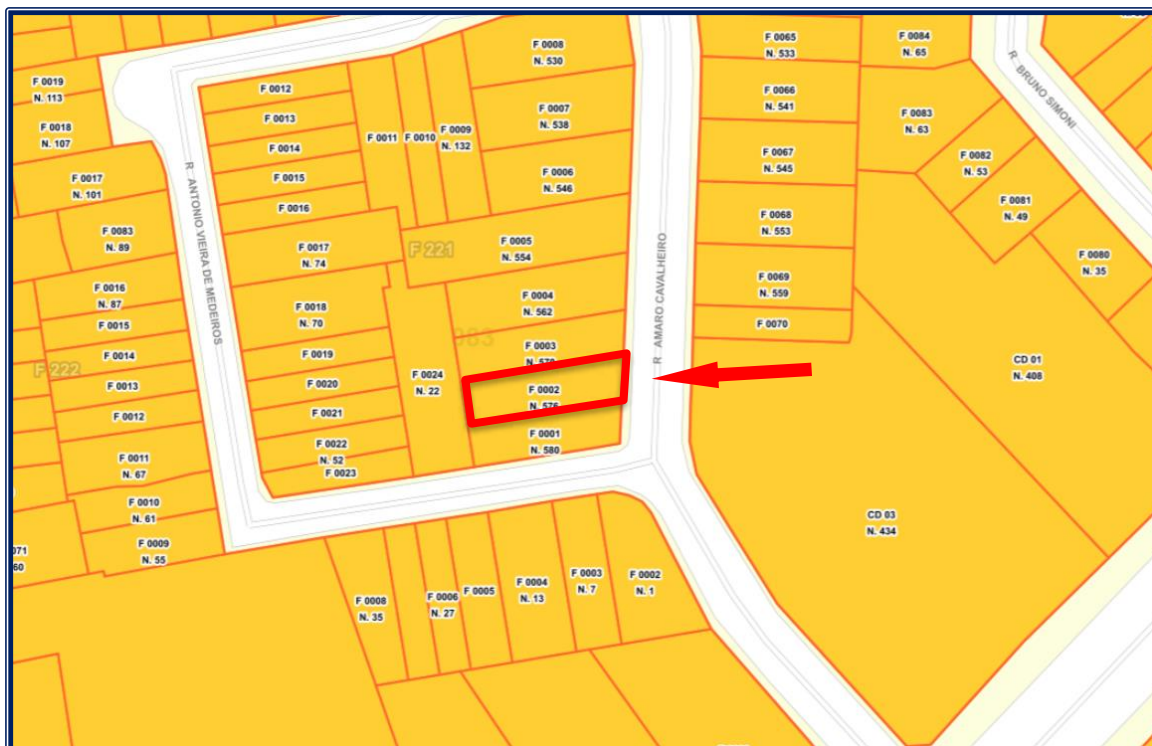 F 0008
N. 530
F 0065
N. 533
F 0084
N. 65
R BRUNO SIMONI
F 0019
N. 113
F 0018
N. 107
F 0017
N. 101
F 0083
N. 89
F 0016
N. 87
F 0015
F 0014
F 222
F 0013
F 0012
F 0011
N. 67
F 0010
N. 61
F 0009
N. 55
R ANTONIO VIEIRA DE MEDEIROS
F 0012
F 0013
F 0014
F 0015
F 0016
F 0017
N. 74
F 0018
N. 70
F 0019
F 0020
F 0021
F 0022
N. 52
F 0023
F 0011
F 0010
F 0009
N. 132
F 0007
N. 538
F 0006
N. 546
F 221
F 0005
N. 554
F 0004
N. 562
F 0003
F 0024
N. 22
F 0002
N. 576
F 0001
N. 580
R AMARO CAVALHEIRO
F 0066
N. 541
F 0067
N. 545
F 0068
N. 553
F 0069
N. 559
F 0070
F 0083
N. 63
F 0082
N. 53
F 0081
N. 49
F 0080
N. 35
CD 01
N. 408
CD 03
N. 434
F 0008
N. 35
F 0006
N. 27
F 0005
F 0004
N. 13
F 0003
N. 7
F 0002
N. 1